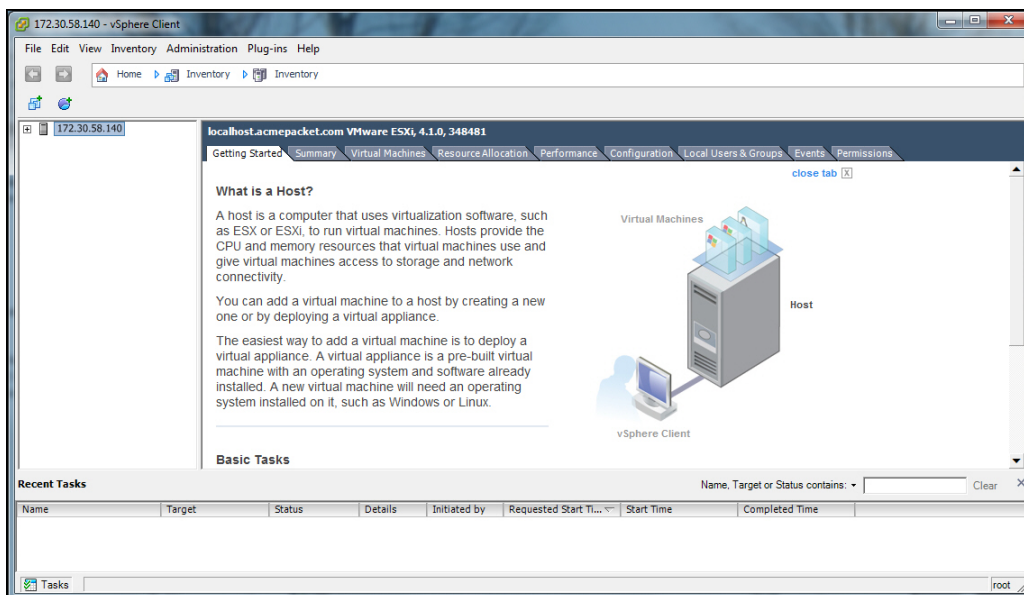 172.30.58.140 - vSphere Client
File Edit View Inventory Administration Plug-ins Help
Home Inventory Inventory
172.30.58.140
localhost.acmepacket.com VMware ESXi, 4.1.0, 348481
Getting Started Summary Virtual Machines Resource Allocation Performance Configuration Local Users & Groups Events Permissions
close tab X
What is a Host?
A host is a computer that uses virtualization software, such
as ESX or ESXi, to run virtual machines. Hosts provide the
CPU and memory resources that virtual machines use and
give virtual machines access to storage and network
connectivity.
You can add a virtual machine to a host by creating a new
one or by deploying a virtual appliance.
The easiest way to add a virtual machine is to deploy a
virtual appliance. A virtual appliance is a pre-built virtual
machine with an operating system and software already
installed. A new virtual machine will need an operating
system installed on it, such as Windows or Linux.
Basic Tasks
Virtual Machines
Host
vSphere Client
Recent Tasks
Name, Target or Status contains:
Clear
Name Target Status Details Initiated by Requested Start Ti... Start Time Completed Time
Tasks
root